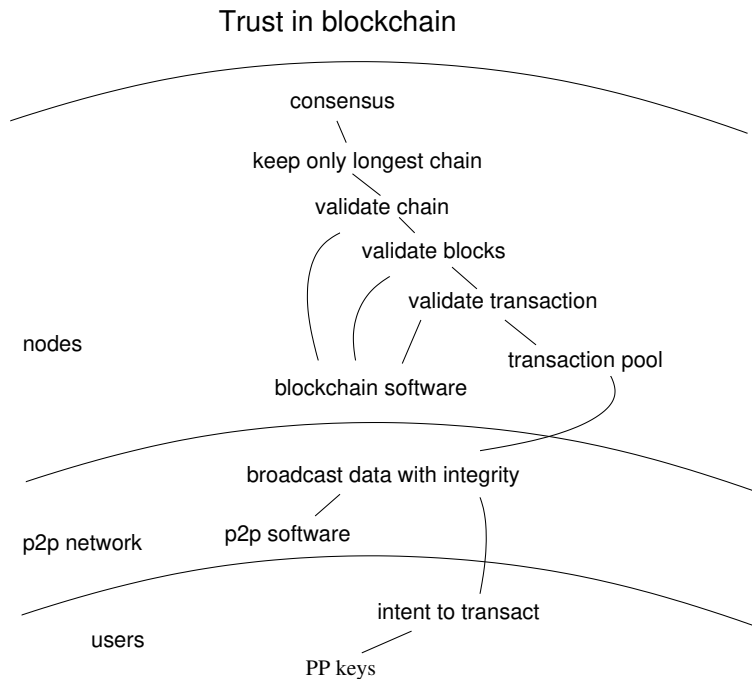 Trust in blockchain
consensus
keep only longest chain
validate chain
validate blocks
validate transaction
nodes
transaction pool
blockchain software
broadcast data with integrity
p2p software
p2p network
intent to transact
users
PP keys